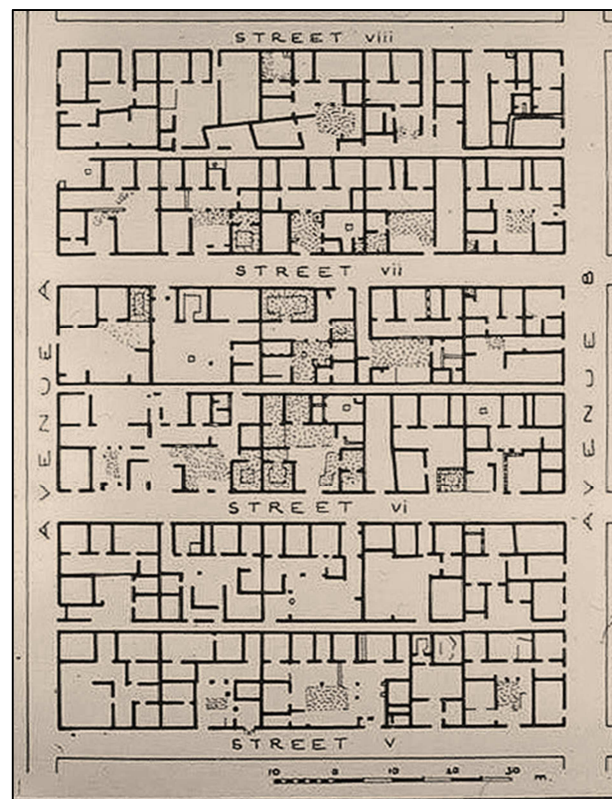 STREET viii
STREET vii
AVENUE A
AVENUE B
STREET vi
STREET v
10 0 10 20 30 m.